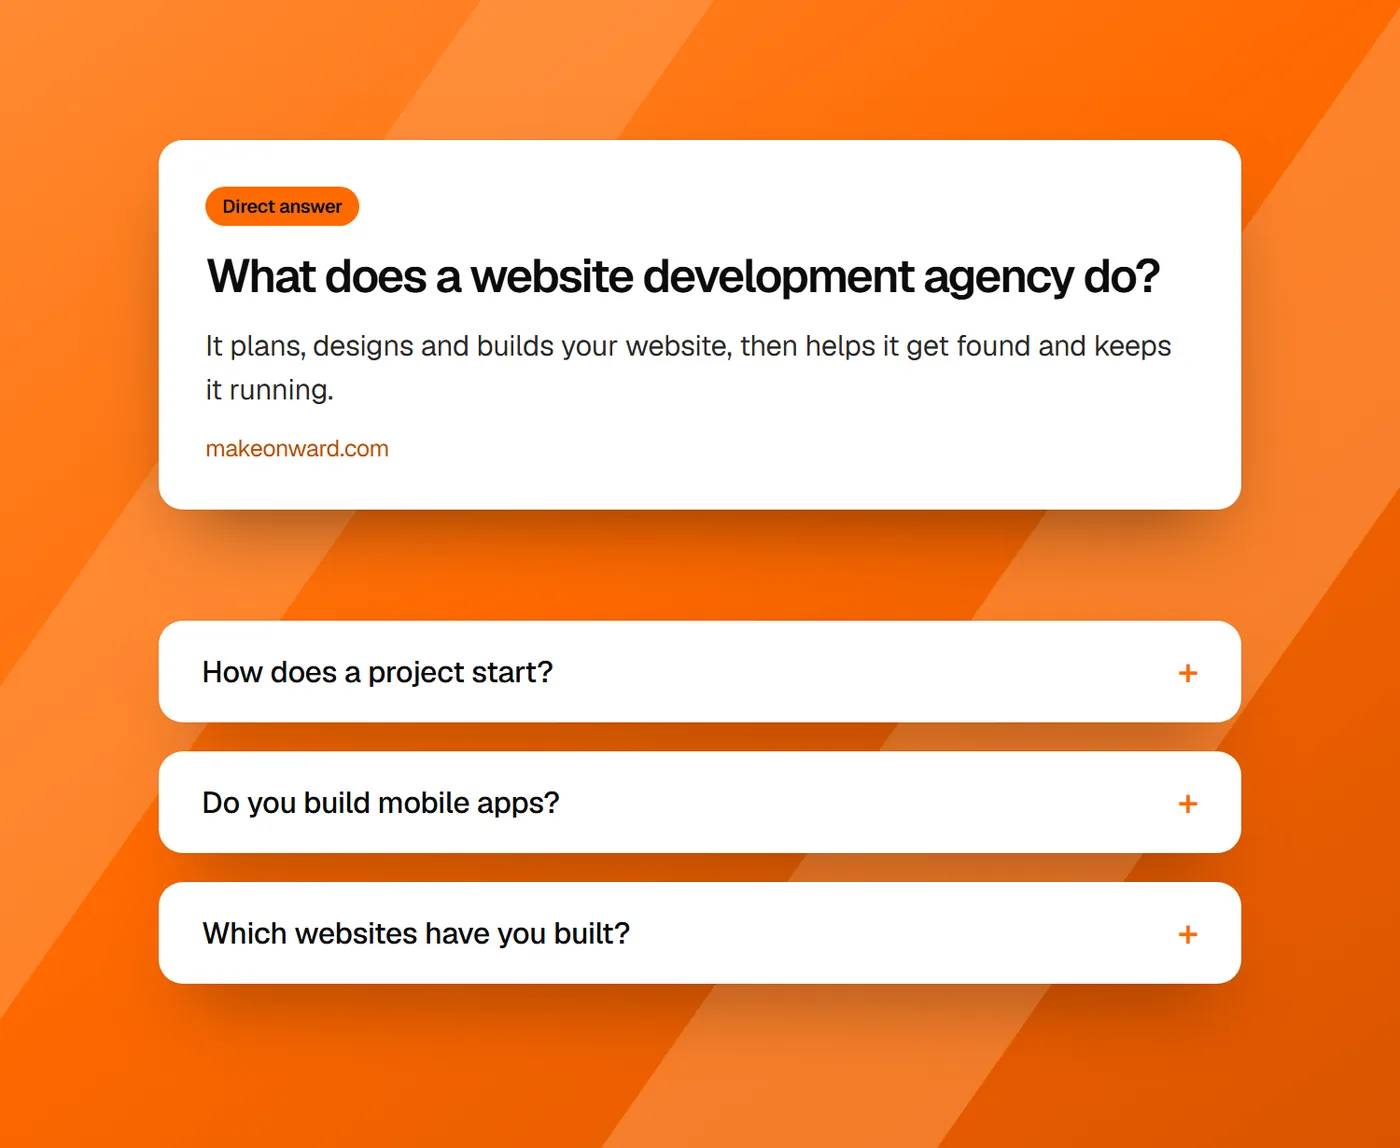 Direct answer
What does a website development agency do?
It plans, designs and builds your website, then helps it get found and keeps
it running.
makeonward.com
How does a project start?
+
Do you build mobile apps?
+
Which websites have you built?
+